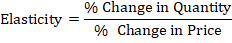 Elasticity = % Change in Quantity / % Change in Price